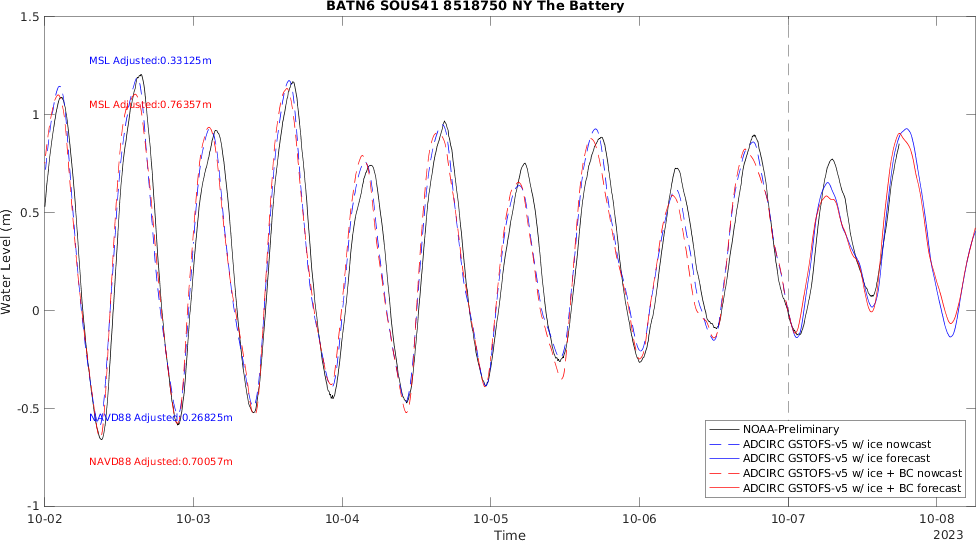 BATN6 SOUS41 8518750 NY The Battery
1.5
1
0.5
0
-0.5
-1
Water Level (m)
MSL Adjusted:0.33125m
MSL Adjusted:0.76357m
NAVD88 Adjusted:0.26825m
NAVD88 Adjusted:0.70057m
NOAA-Preliminary
ADCIRC GSTOFS-v5 w/ ice nowcast
ADCIRC GSTOFS-v5 w/ ice forecast
ADCIRC GSTOFS-v5 w/ ice + BC nowcast
ADCIRC GSTOFS-v5 w/ ice + BC forecast
10-02 10-03 10-04 10-05 10-06 10-07 10-08
Time
2023